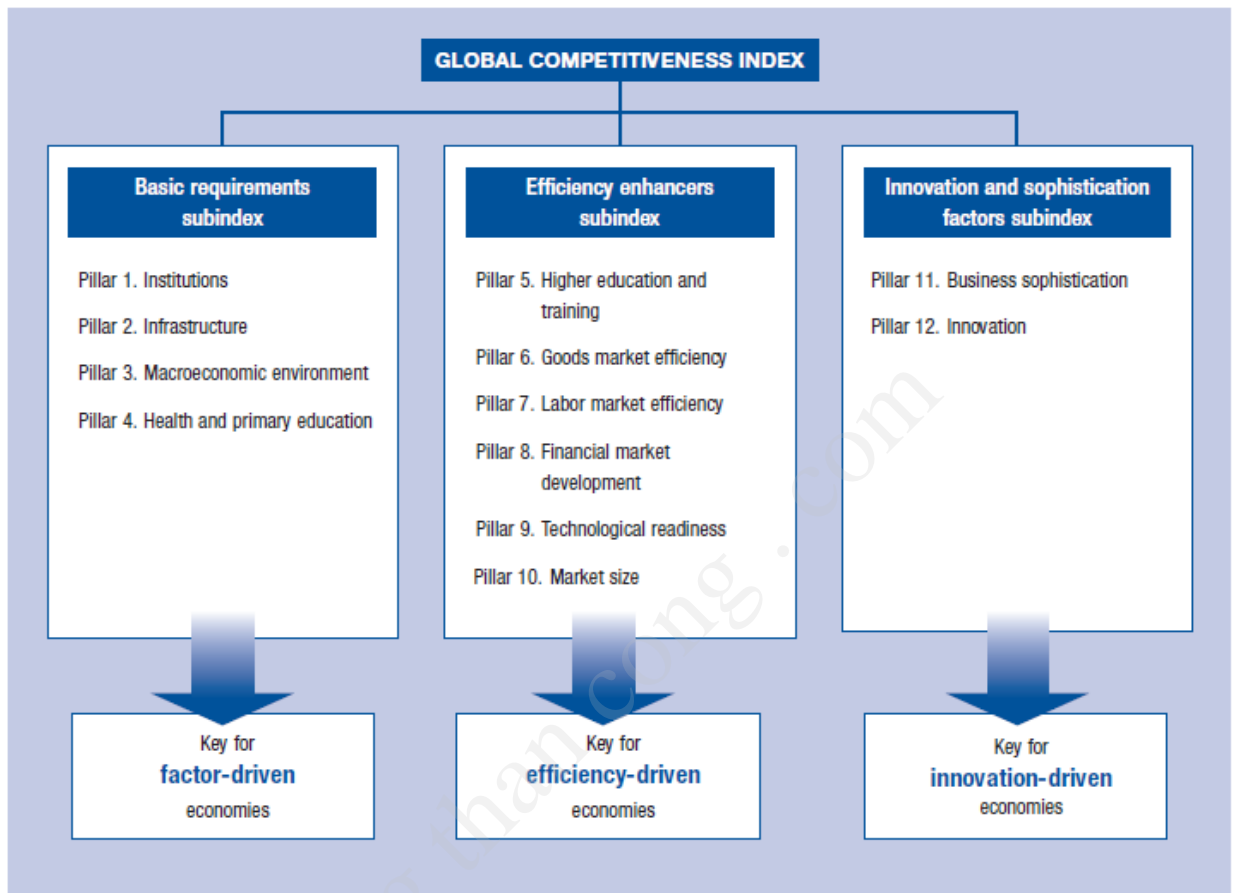 GLOBAL COMPETITIVENESS INDEX
Basic requirements
subindex
Pillar 1. Institutions
Pillar 2. Infrastructure
Pillar 3. Macroeconomic environment
Pillar 4. Health and primary education
Key for
factor-driven
economies
Efficiency enhancers
subindex
Pillar 5. Higher education and
training
Pillar 6. Goods market efficiency
Pillar 7. Labor market efficiency
Pillar 8. Financial market
development
Pillar 9. Technological readiness
Pillar 10. Market size
Key for
efficiency-driven
economies
Innovation and sophistication
factors subindex
Pillar 11. Business sophistication
Pillar 12. Innovation
Key for
innovation-driven
economies
than cong . com